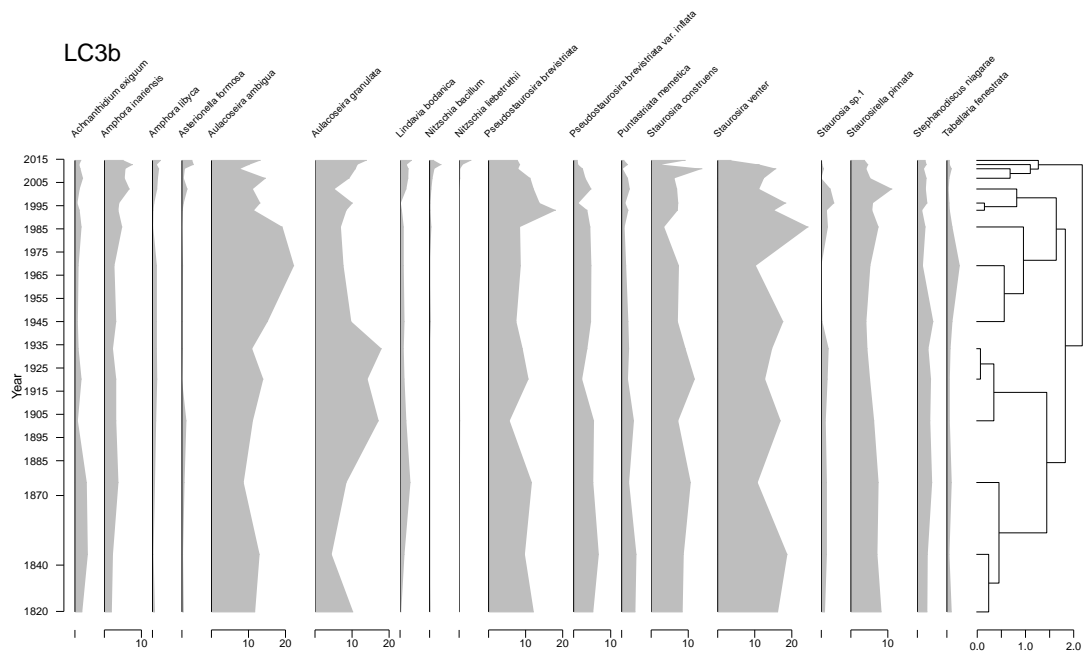 LC3b
Achnanthidium exiguum
Amphora inariensis
Amphora libyca
Asterionella formosa
Aulacoseira ambigua
Aulacoseira granulata
Lindavia bodanica
Nitzschia bacillum
Nitzschia liebetruthii
Pseudostaurosira brevistriata
Pseudostaurosira brevistriata var. inflata
Puntastriata memetica
Staurosira construens
Staurosira venter
Staurosia sp.1
Staurosirella pinnata
Stephanodiscus niagarae
Tabellaria fenestrata
Year
2015
2005
1995
1985
1975
1965
1955
1945
1935
1925
1915
1905
1895
1885
1870
1840
1820
10 10 20 10 20 10 20 10 10 10 20 10 0.0 1.0 2.0